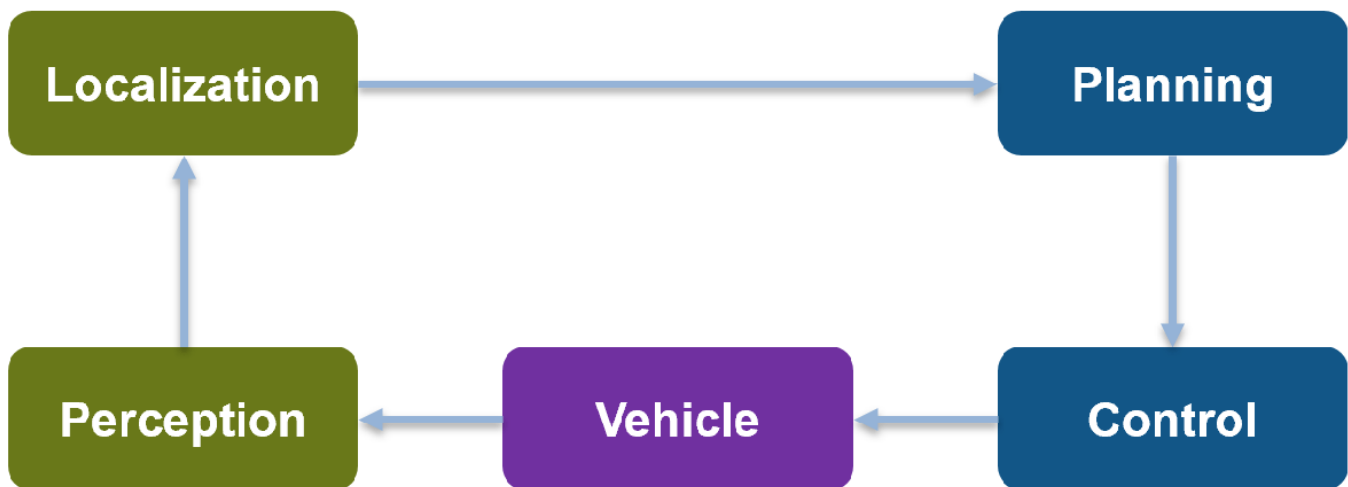 Localization
Planning
Perception
Vehicle
Control